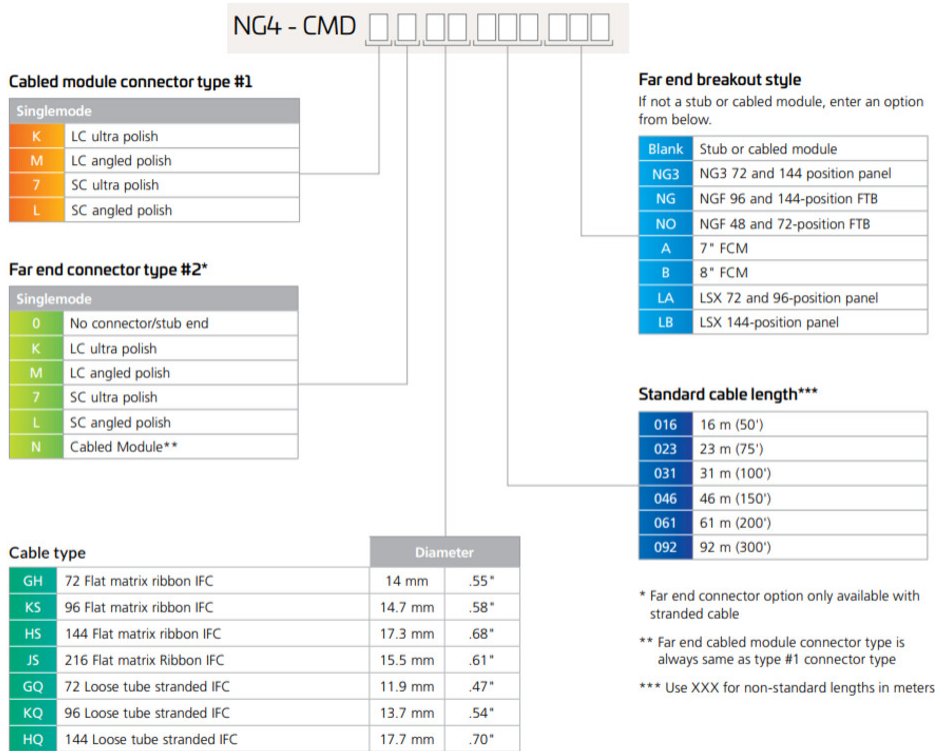 NG4 - CMD
Cabled module connector type #1
Singlemode
K LC ultra polish
M LC angled polish
7 SC ultra polish
L SC angled polish
Far end connector type #2*
Singlemode
0 No connector/stub end
K LC ultra polish
M LC angled polish
7 SC ultra polish
L SC angled polish
N Cabled Module**
Cable type Diameter
GH 72 Flat matrix ribbon IFC 14 mm .55"
KS 96 Flat matrix ribbon IFC 14.7 mm .58"
HS 144 Flat matrix ribbon IFC 17.3 mm .68"
JS 216 Flat matrix Ribbon IFC 15.5 mm .61"
GQ 72 Loose tube stranded IFC 11.9 mm .47"
KQ 96 Loose tube stranded IFC 13.7 mm .54"
HQ 144 Loose tube stranded IFC 17.7 mm .70"
Far end breakout style
If not a stub or cabled module, enter an option
from below.
Blank Stub or cabled module
NG3 NG3 72 and 144 position panel
NG NGF 96 and 144-position FTB
NO NGF 48 and 72-position FTB
A 7" FCM
B 8" FCM
LA LSX 72 and 96-position panel
LB LSX 144-position panel
Standard cable length***
016 16 m (50')
023 23 m (75')
031 31 m (100')
046 46 m (150')
061 61 m (200')
092 92 m (300')
* Far end connector option only available with
stranded cable
** Far end cabled module connector type is
always same as type #1 connector type
*** Use XXX for non-standard lengths in meters